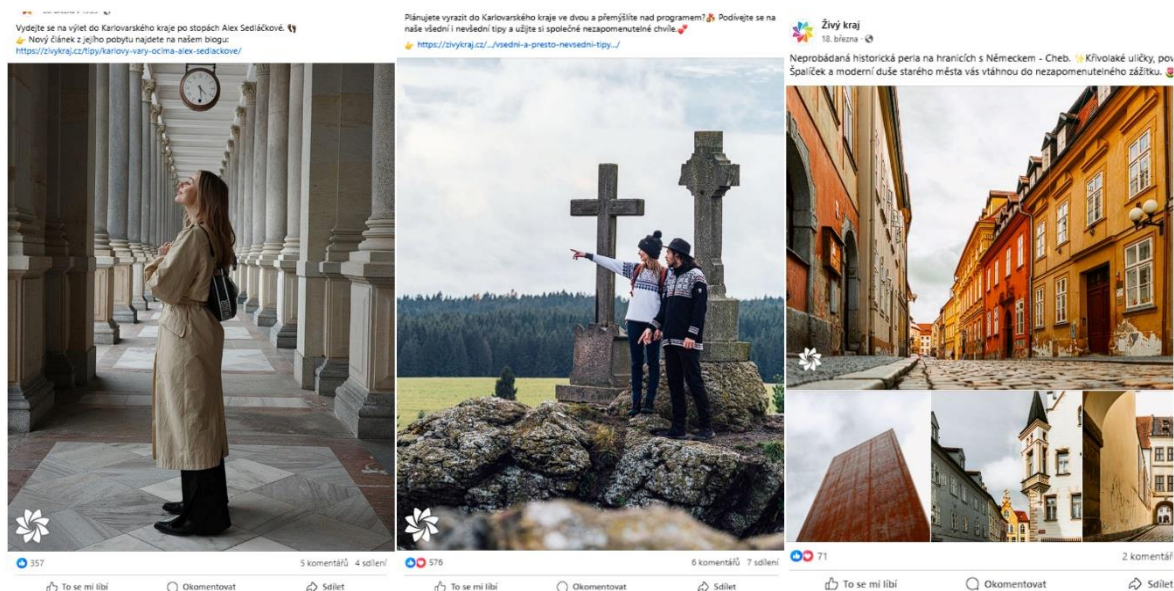 Vydejte se na výlet do Karlovarského kraje po stopách Alex Sedláčkové. 👣
👉 Nový článek z jejího pobytu najdete na našem blogu:
https://zivykraj.cz/tipy/karlovy-vary-ocima-alex-sedlackove/
357
5 komentářů 4 sdílení
To se mi líbí Okomentovat Sdílet
Plánujete vyrazit do Karlovarského kraje ve dvou a přemýšlíte nad programem?💑 Podívejte se na
naše všední i nevšední tipy a užijte si společné nezapomenutelné chvíle.💕
👉 https://zivykraj.cz/.../vsedni-a-presto-nevsedni-tipy.../
576
6 komentářů 7 sdílení
To se mi líbí Okomentovat Sdílet
Živý kraj
18. března ·
Neprobádaná historická perla na hranicích s Německem - Cheb. ✨Křivolaké uličky, pov
Špalíček a moderní duše starého města vás vtáhnou do nezapomenutelného zážitku. 🌷
71
2 komentář
To se mi líbí Okomentovat Sdílet